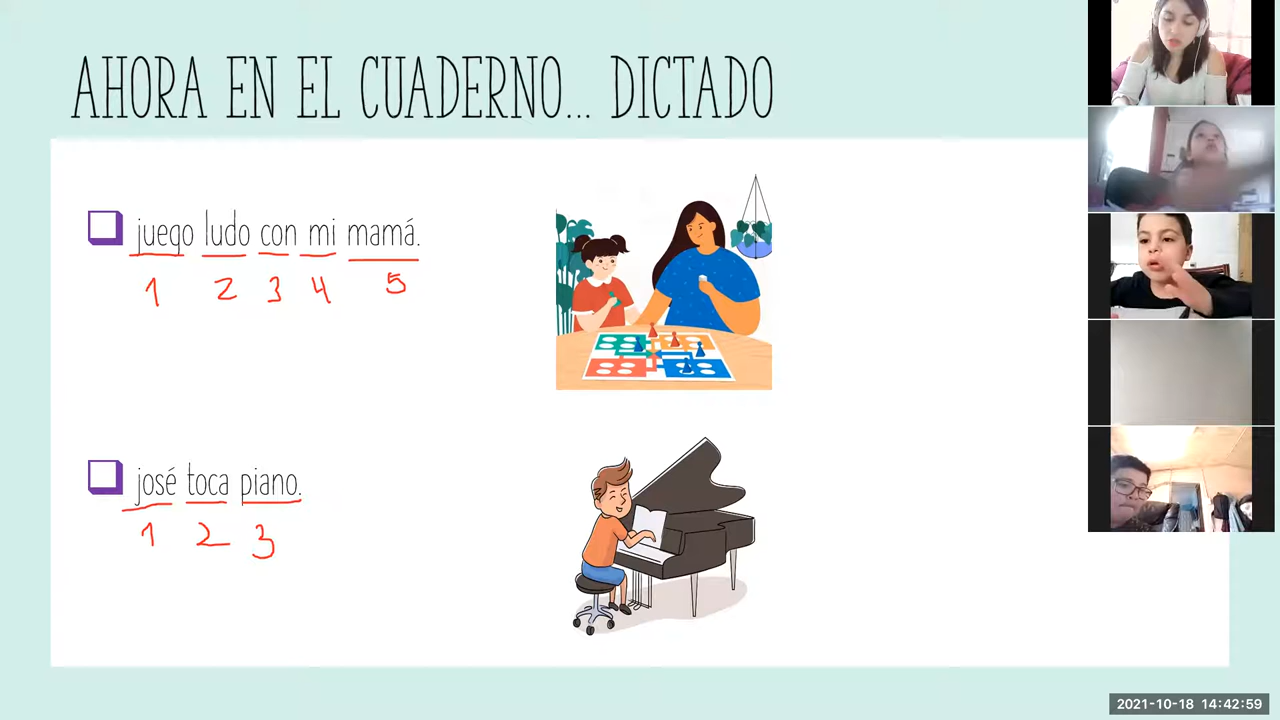 AHORA EN EL CUADERNO... DICTADO
juego ludo con mi mamá.
1 2 3 4 5
josé toca piano.
1 2 3
2021-10-18 14:42:59